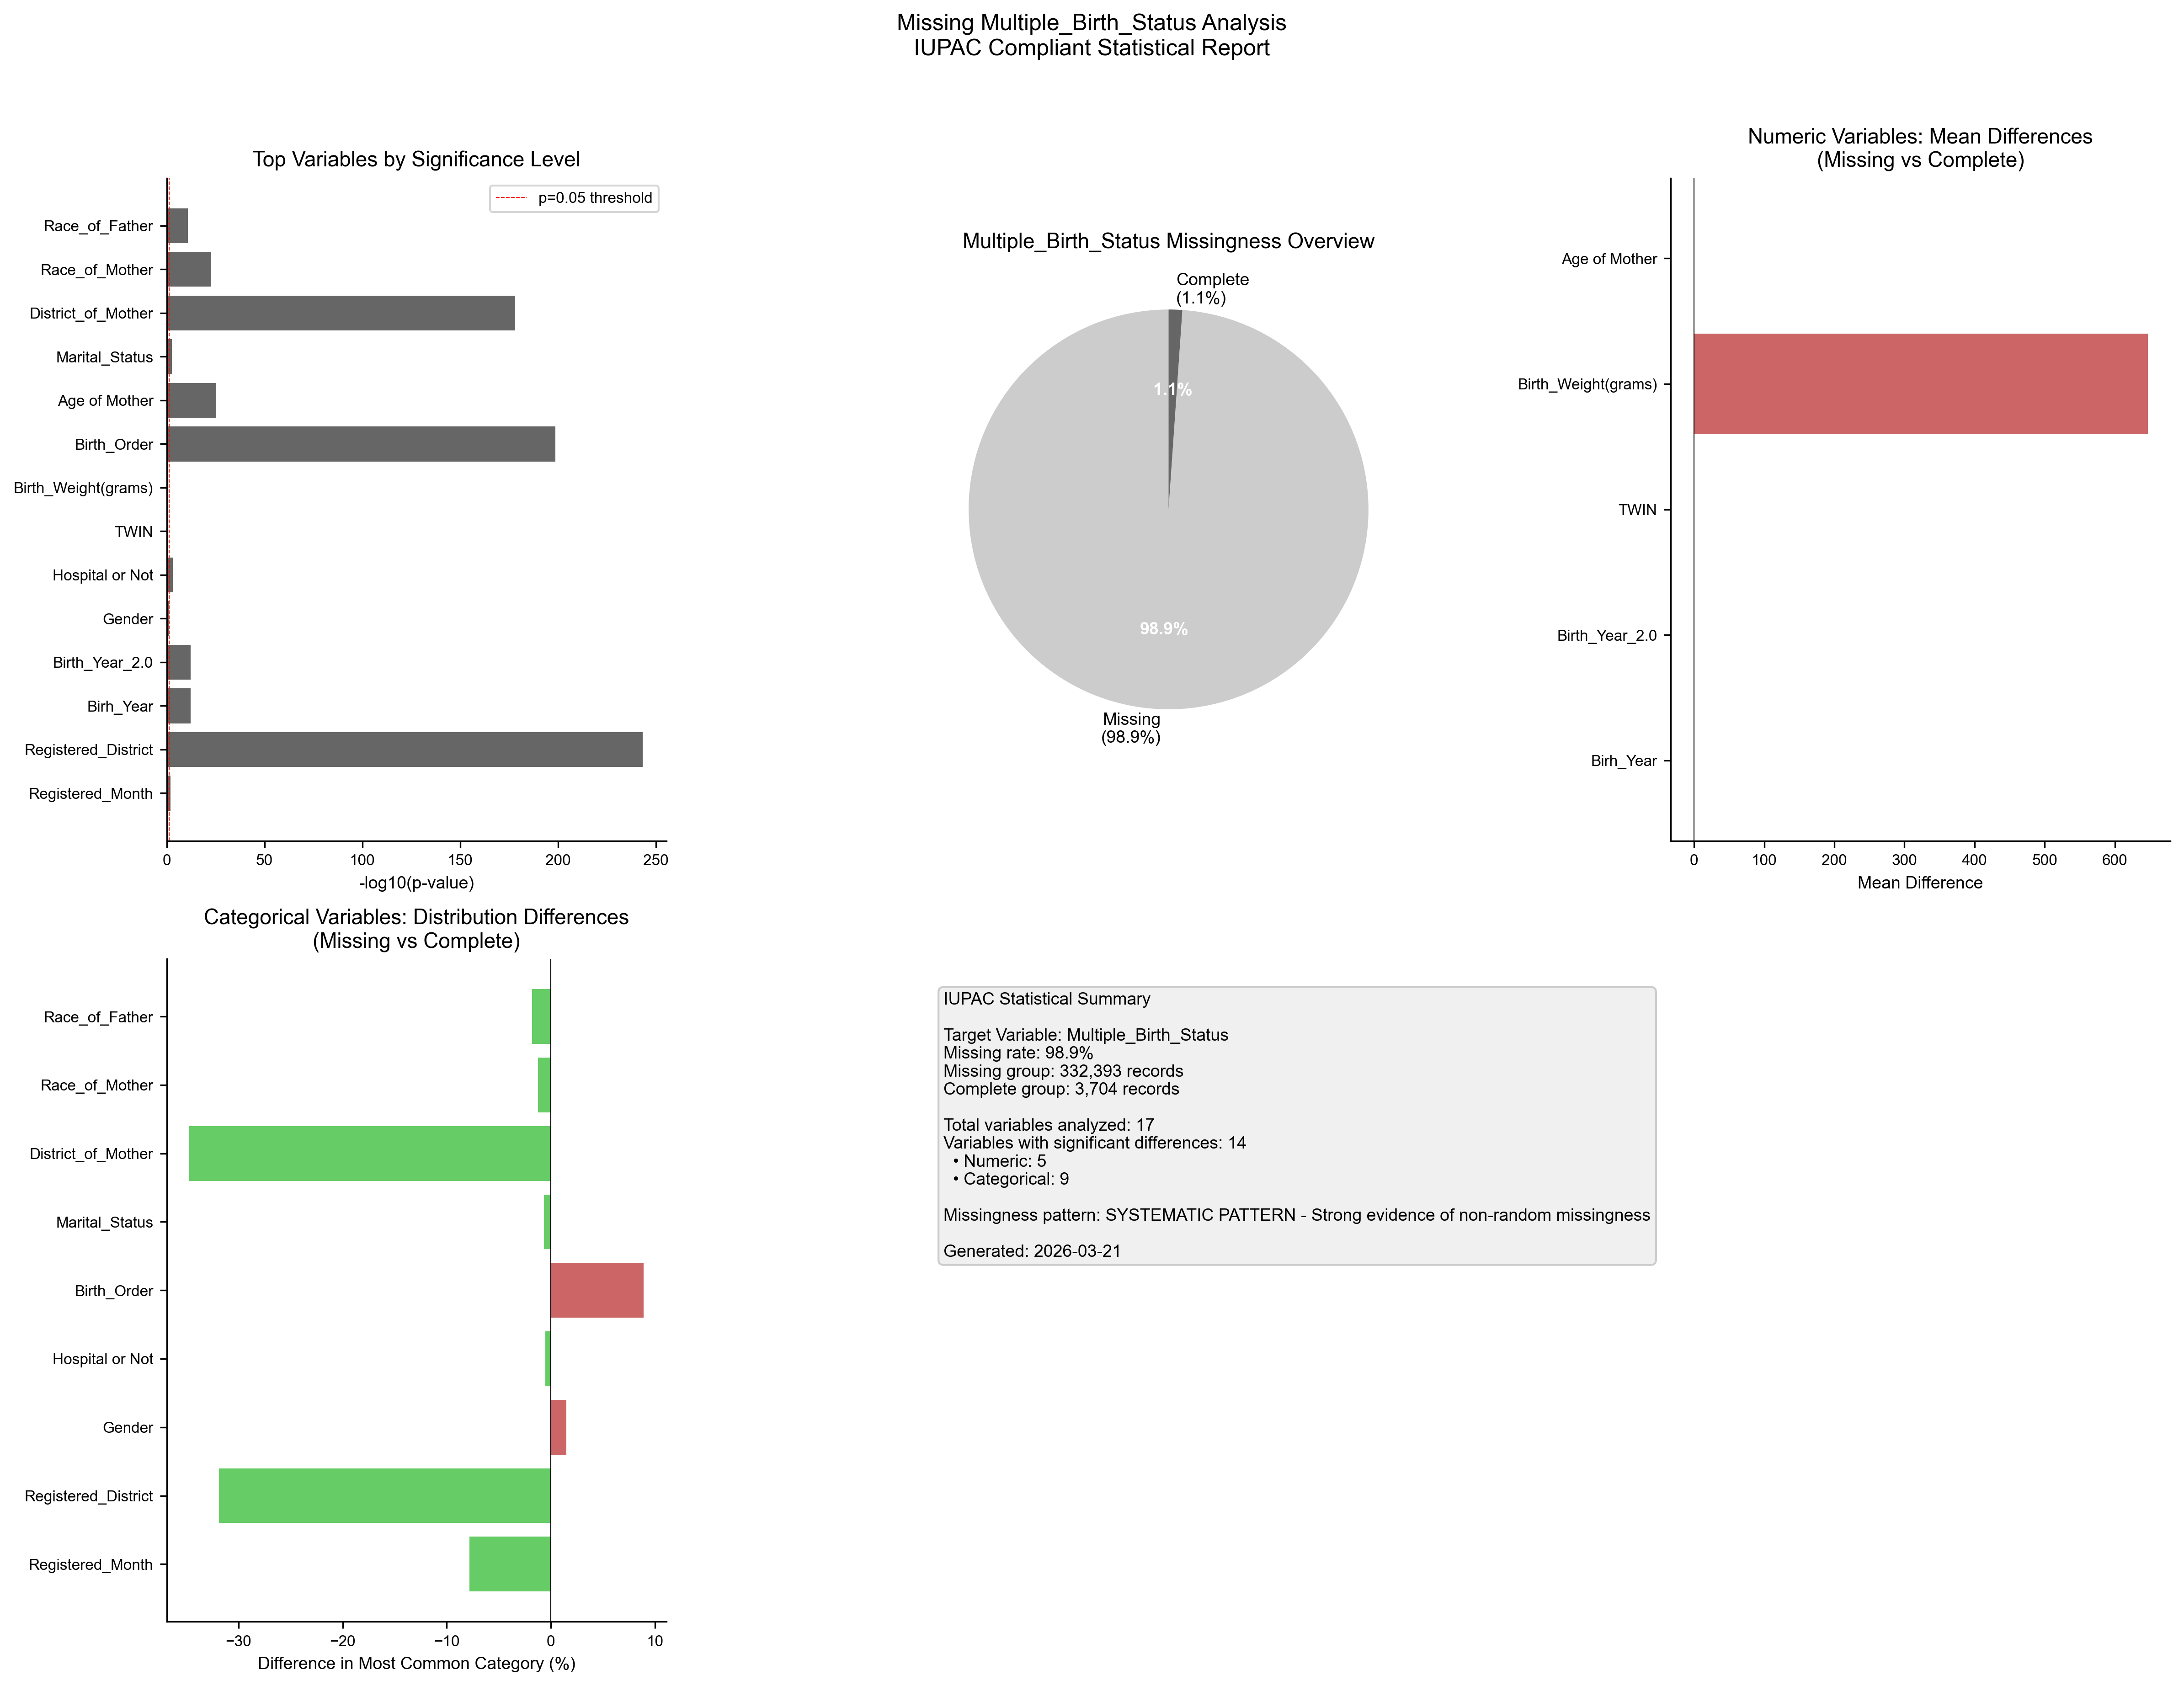 Missing Multiple_Birth_Status Analysis
IUPAC Compliant Statistical Report
Top Variables by Significance Level
p=0.05 threshold
Race_of_Father
Race_of_Mother
District_of_Mother
Marital_Status
Age of Mother
Birth_Order
Birth_Weight(grams)
TWIN
Hospital or Not
Gender
Birth_Year_2.0
Birh_Year
Registered_District
Registered_Month
0 50 100 150 200 250
-log10(p-value)
Multiple_Birth_Status Missingness Overview
Complete
(1.1%)
1.1%
98.9%
Missing
(98.9%)
Numeric Variables: Mean Differences
(Missing vs Complete)
Age of Mother
Birth_Weight(grams)
TWIN
Birth_Year_2.0
Birh_Year
0 100 200 300 400 500 600
Mean Difference
Categorical Variables: Distribution Differences
(Missing vs Complete)
Race_of_Father
Race_of_Mother
District_of_Mother
Marital_Status
Birth_Order
Hospital or Not
Gender
Registered_District
Registered_Month
−30 −20 −10 0 10
Difference in Most Common Category (%)
IUPAC Statistical Summary
Target Variable: Multiple_Birth_Status
Missing rate: 98.9%
Missing group: 332,393 records
Complete group: 3,704 records
Total variables analyzed: 17
Variables with significant differences: 14
• Numeric: 5
• Categorical: 9
Missingness pattern: SYSTEMATIC PATTERN - Strong evidence of non-random missingness
Generated: 2026-03-21